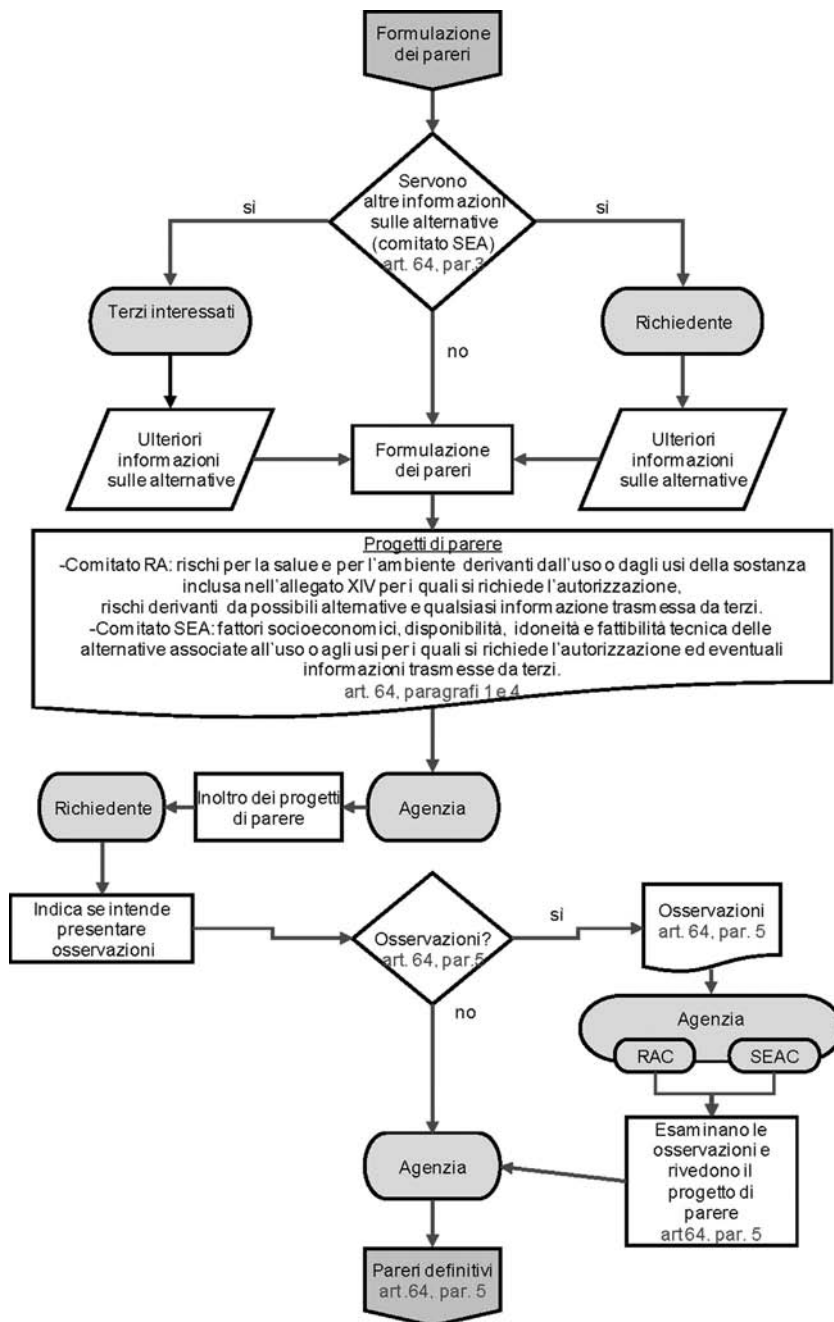 Formulazione
dei pareri
Servono
altre informazioni
sulle alternative
(comitato SEA)
art. 64, par.3
si
si
Terzi interessati
Richiedente
no
Ulteriori
informazioni
sulle alternative
Formulazione
dei pareri
Ulteriori
informazioni
sulle alternative
Progetti di parere
-Comitato RA: rischi per la salue e per l'ambiente derivanti dall'uso o dagli usi della sostanza
inclusa nell'allegato XIV per i quali si richiede l'autorizzazione,
rischi derivanti da possibili alternative e qualsiasi informazione trasmessa da terzi.
-Comitato SEA: fattori socioeconomici, disponibilità, idoneità e fattibilità tecnica delle
alternative associate all'uso o agli usi per i quali si richiede l'autorizzazione ed eventuali
informazioni trasmesse da terzi.
art. 64, paragrafi 1 e 4
Richiedente
Inoltro dei progetti
di parere
Agenzia
Indica se intende
presentare
osservazioni
Osservazioni?
art. 64, par.5
si
Osservazioni
art. 64, par. 5
no
Agenzia
RAC
SEAC
Esaminano le
osservazioni e
rivedono il
progetto di
parere
art64. par. 5
Agenzia
Pareri definitivi
art.64, par. 5